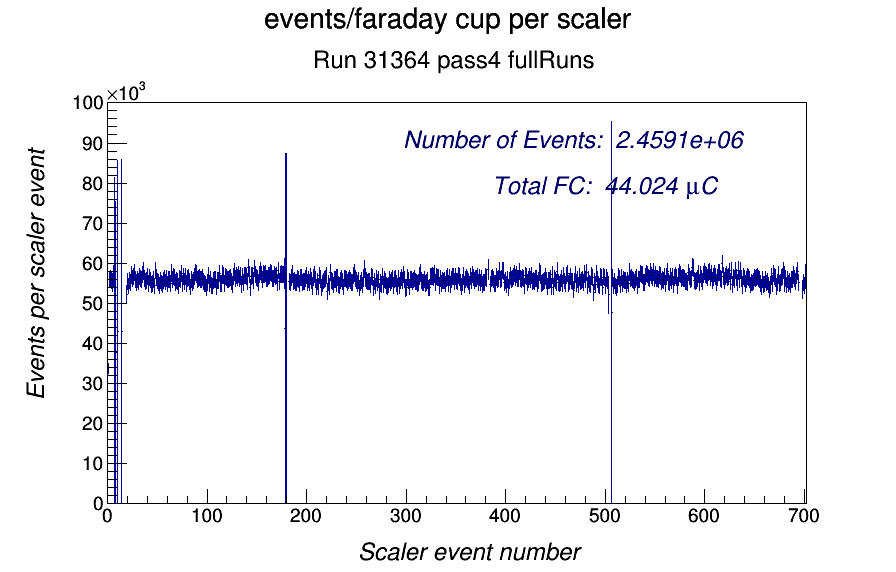 events/faraday cup per scaler
Run 31364 pass4 fullRuns
×10³
100
90
80
70
60
50
40
30
20
10
0
Events per scaler event
Number of Events: 2.4591e+06
Total FC: 44.024 μC
0 100 200 300 400 500 600 700
Scaler event number